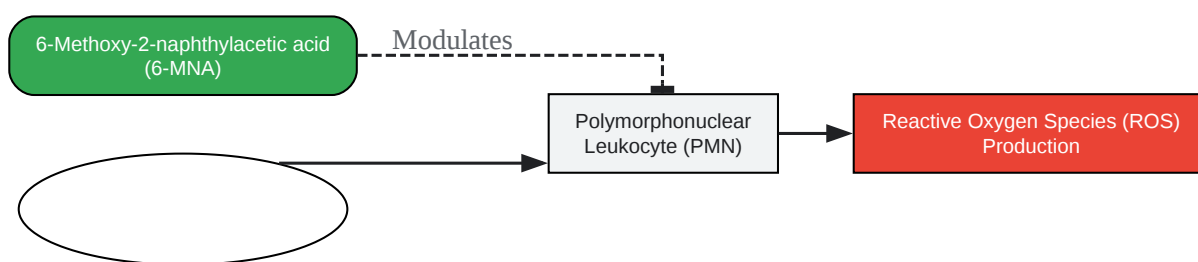 6-Methoxy-2-naphthylacetic acid
(6-MNA)
Modulates
Polymorphonuclear
Leukocyte (PMN)
Reactive Oxygen Species (ROS)
Production